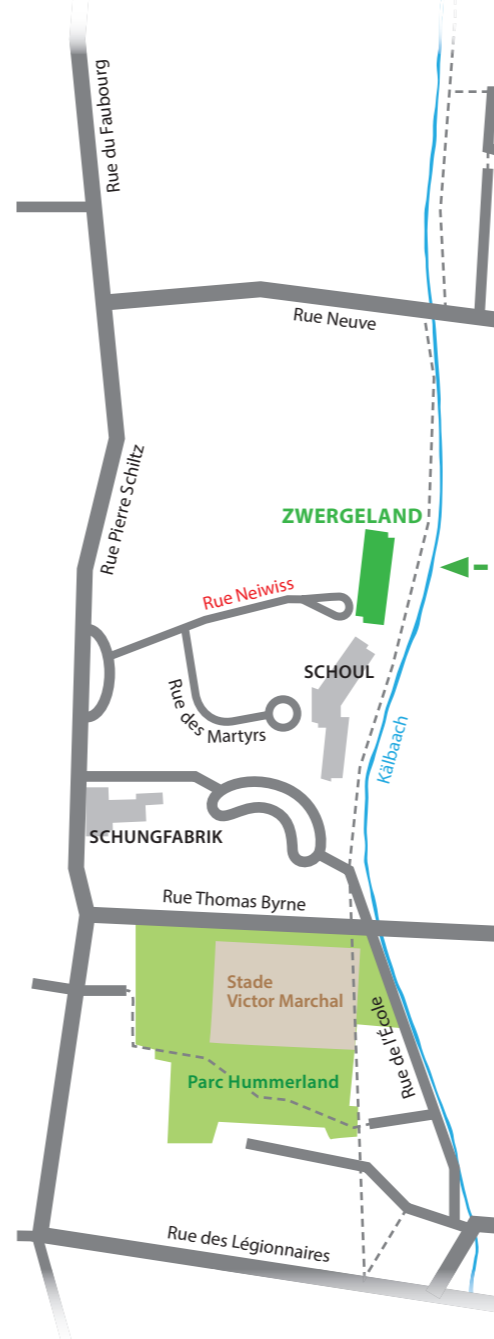 Rue du Faubourg
Rue Neuve
Rue Pierre Schiltz
ZWERGELAND
Rue Neiwiss
SCHOUL
Rue des Martyrs
Kälbaach
SCHUNGFABRIK
Rue Thomas Byrne
Stade
Victor Marchal
Rue de l'École
Parc Hummerland
Rue des Légionnaires